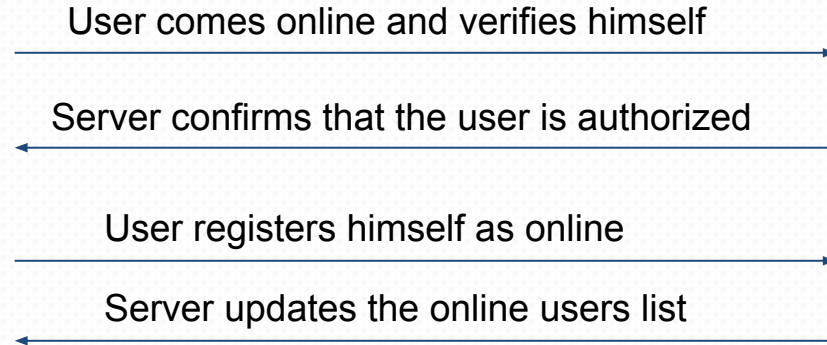 User comes online and verifies himself
Server confirms that the user is authorized
User registers himself as online
Server updates the online users list